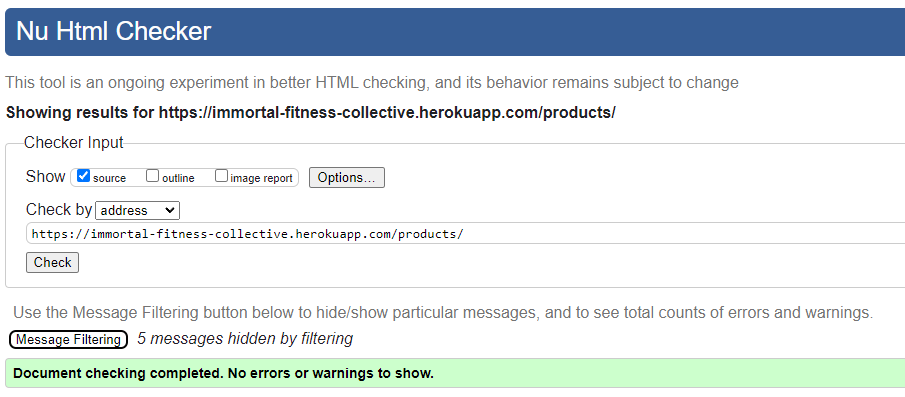 Nu Html Checker
This tool is an ongoing experiment in better HTML checking, and its behavior remains subject to change
Showing results for https://immortal-fitness-collective.herokuapp.com/products/
Checker Input
Show source outline image report Options...
Check by address
https://immortal-fitness-collective.herokuapp.com/products/
Check
Use the Message Filtering button below to hide/show particular messages, and to see total counts of errors and warnings.
Message Filtering 5 messages hidden by filtering
Document checking completed. No errors or warnings to show.